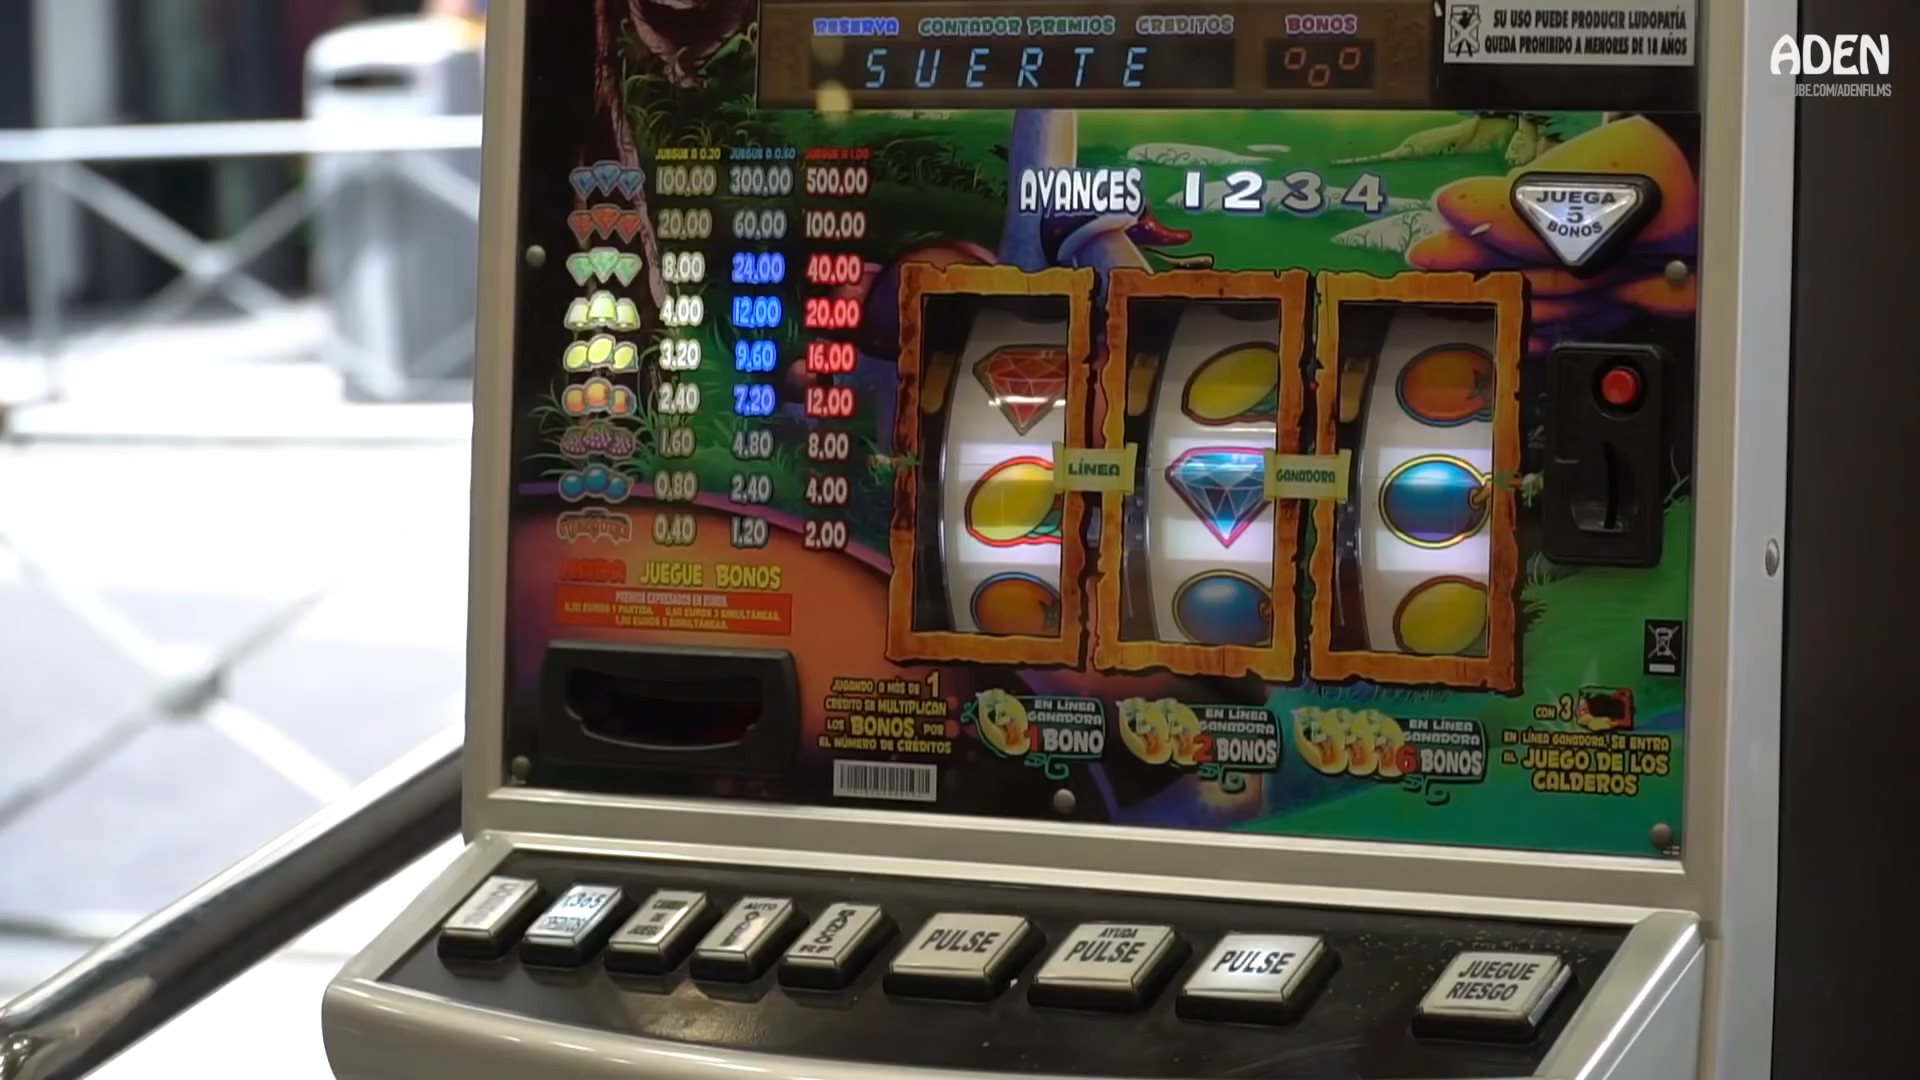 RESERVA CONTADOR PREMIOS CREDITOS BONOS
SUERTE
SU USO PUEDE PRODUCIR LUDOPATÍA
QUEDA PROHIBIDO A MENORES DE 18 AÑOS
ADEN
JUEGUE A 0.20 JUEGUE A 0.60 JUEGUE A 1.00
100,00 300,00 500,00
20,00 60,00 100,00
8,00 24,00 40,00
4,00 12,00 20,00
3,20 9,60 16,00
2,40 7,20 12,00
1,60 4,80 8,00
0,80 2,40 4,00
0,40 1,20 2,00
AVANCES 1 2 3 4
JUEGA
5
BONOS
LÍNEA
GANADORA
JUEGUE BONOS
PREMIOS EXPRESADOS EN EUROS.
JUGANDO A MÁS DE 1
CRÉDITO SE MULTIPLICAN
LOS BONOS POR
EL NÚMERO DE CRÉDITOS
EN LÍNEA
GANADORA
1 BONO
EN LÍNEA
GANADORA
2 BONOS
EN LÍNEA
GANADORA
6 BONOS
CON 3
EN LÍNEA GANADORA, SE ENTRA
AL JUEGO DE LOS
CALDEROS
AUTO
PULSE
AYUDA
PULSE
PULSE
JUEGUE
RIESGO